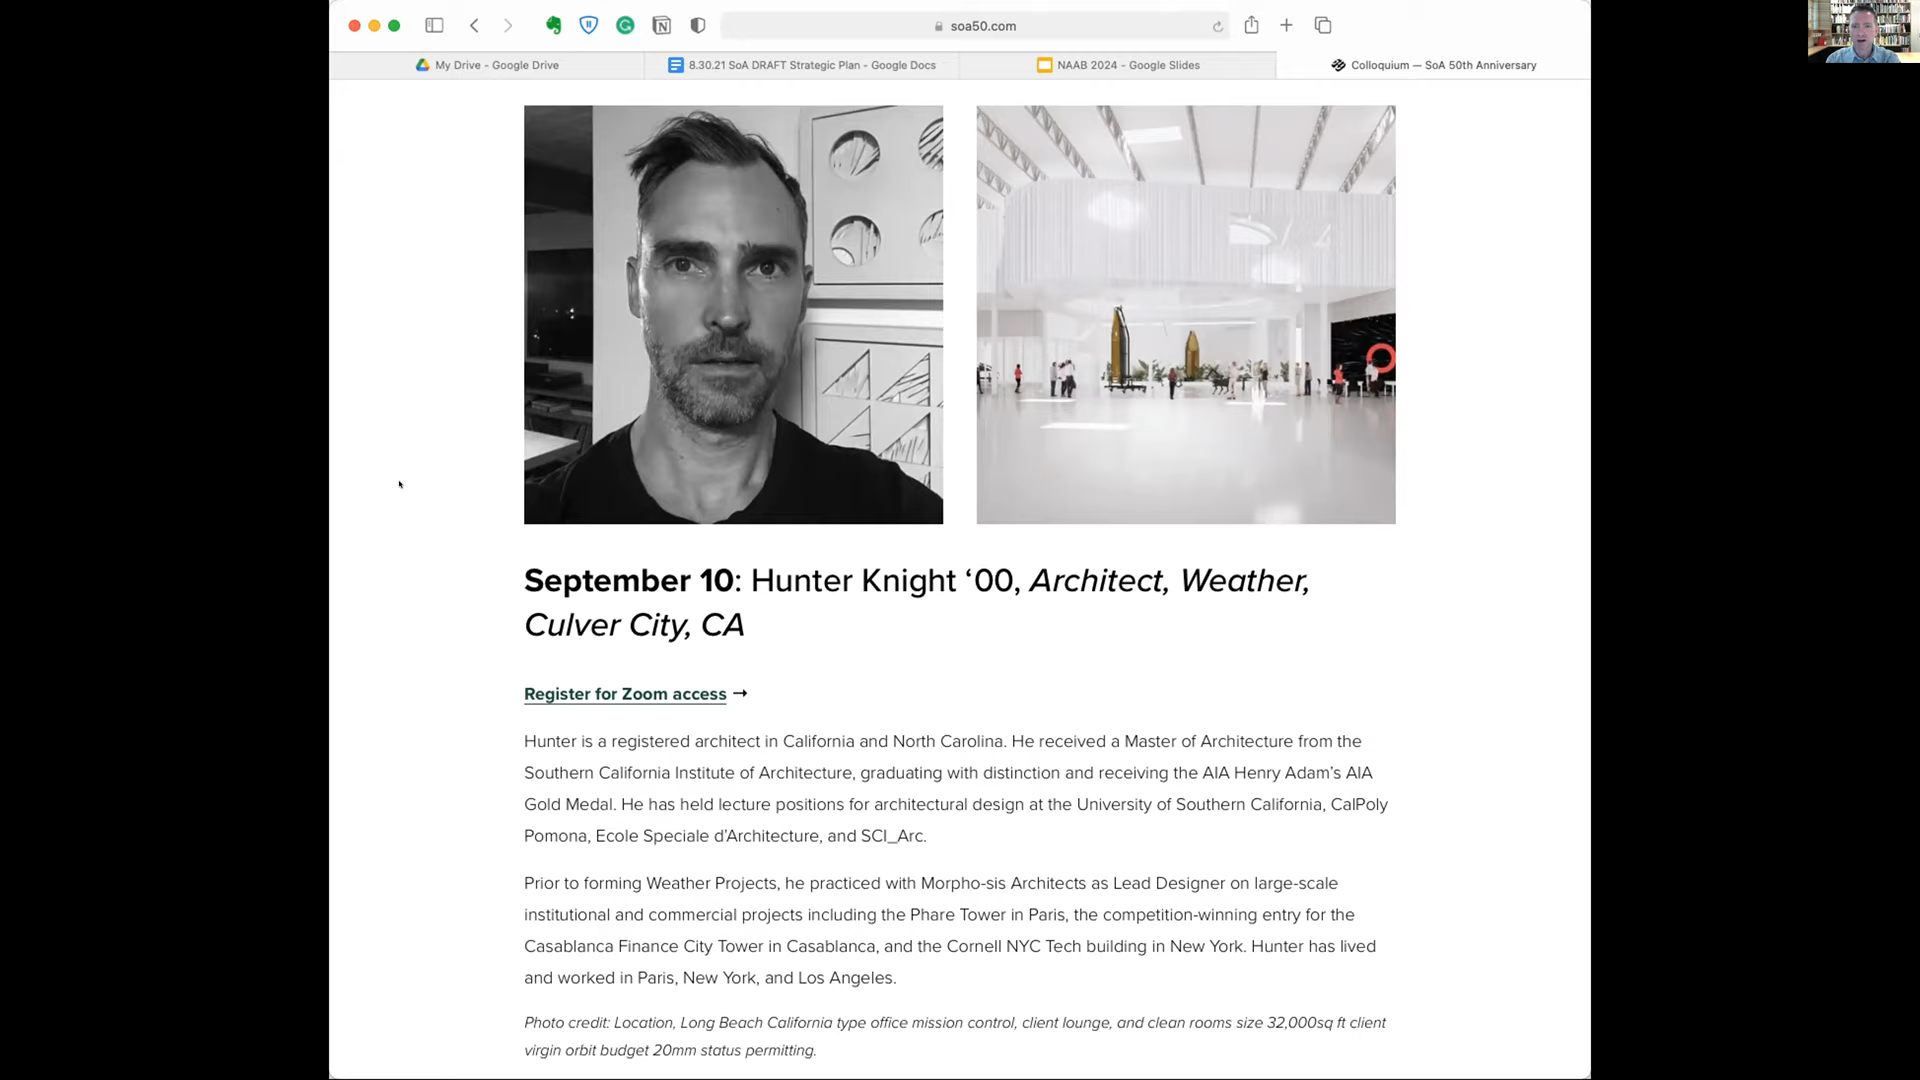 soa50.com
My Drive - Google Drive
8.30.21 SoA DRAFT Strategic Plan - Google Docs
NAAB 2024 - Google Slides
Colloquium — SoA 50th Anniversary
September 10: Hunter Knight ‘00, Architect, Weather,
Culver City, CA
Register for Zoom access →
Hunter is a registered architect in California and North Carolina. He received a Master of Architecture from the
Southern California Institute of Architecture, graduating with distinction and receiving the AIA Henry Adam’s AIA
Gold Medal. He has held lecture positions for architectural design at the University of Southern California, CalPoly
Pomona, Ecole Speciale d’Architecture, and SCI_Arc.
Prior to forming Weather Projects, he practiced with Morpho-sis Architects as Lead Designer on large-scale
institutional and commercial projects including the Phare Tower in Paris, the competition-winning entry for the
Casablanca Finance City Tower in Casablanca, and the Cornell NYC Tech building in New York. Hunter has lived
and worked in Paris, New York, and Los Angeles.
Photo credit: Location, Long Beach California type office mission control, client lounge, and clean rooms size 32,000sq ft client
virgin orbit budget 20mm status permitting.